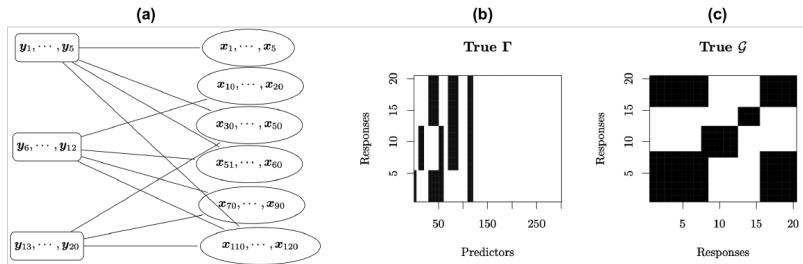 (a)
(b)
(c)
y₁, ⋯ , y₅
x₁, ⋯ , x₅
x₁₀, ⋯ , x₂₀
x₃₀, ⋯ , x₅₀
y₆, ⋯ , y₁₂
x₅₁, ⋯ , x₆₀
x₇₀, ⋯ , x₉₀
y₁₃, ⋯ , y₂₀
x₁₁₀, ⋯ , x₁₂₀
True Γ
Responses
20
15
10
5
50
150
250
Predictors
True 𝒢
Responses
20
15
10
5
5
10
15
20
Responses